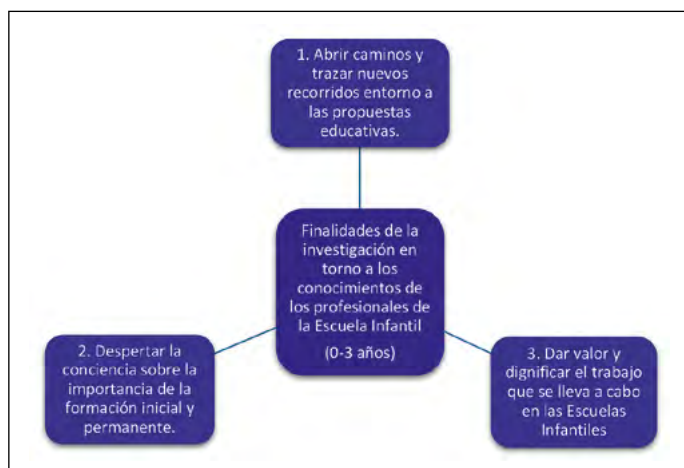 1. Abrir caminos y
trazar nuevos
recorridos entorno a
las propuestas
educativas.
Finalidades de la
investigación en
torno a los
conocimientos de
los profesionales de
la Escuela Infantil
(0-3 años)
2. Despertar la
conciencia sobre la
importancia de la
formación inicial y
permanente.
3. Dar valor y
dignificar el trabajo
que se lleva a cabo
en las Escuelas
Infantiles